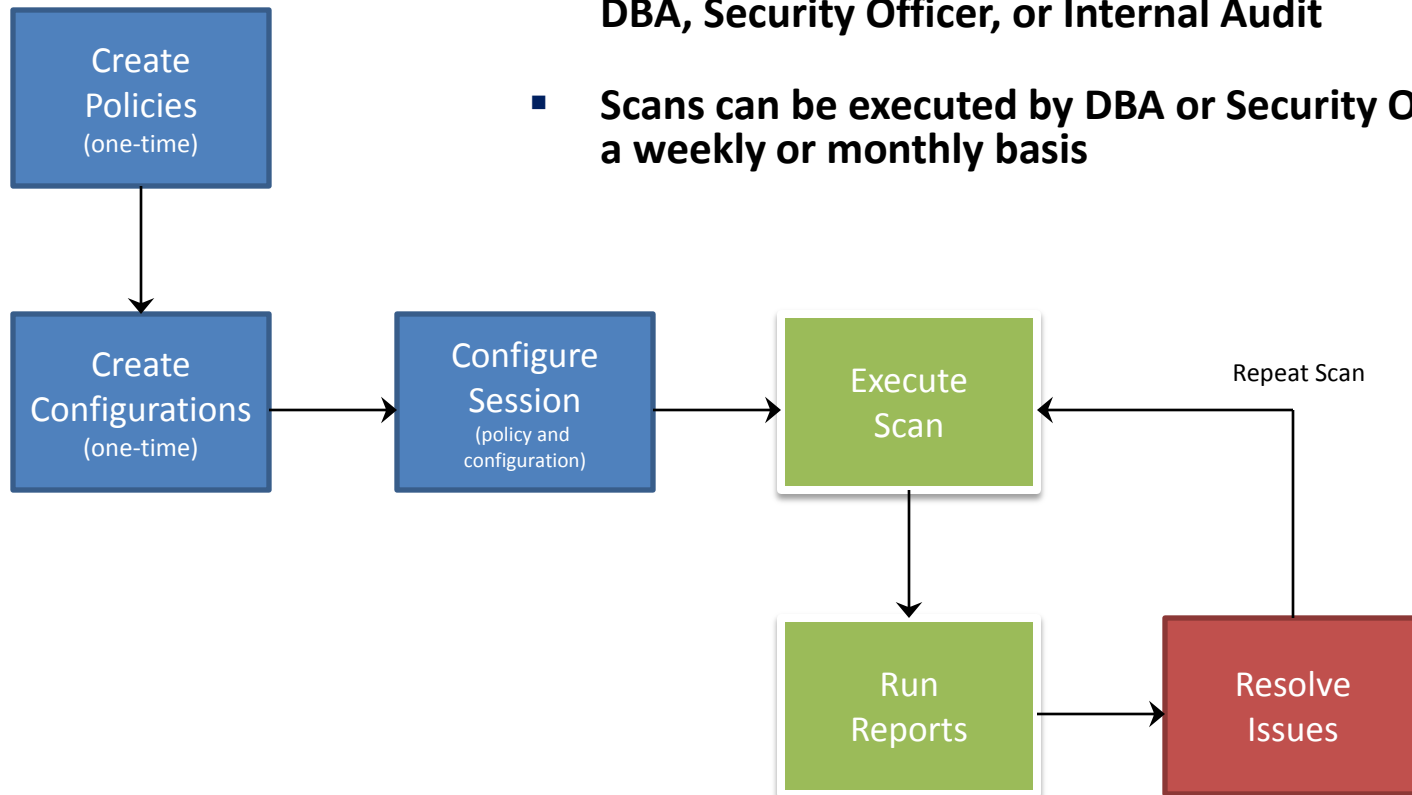 DBA, Security Officer, or Internal Audit
▪ Scans can be executed by DBA or Security
a weekly or monthly basis
Create
Policies
(one-time)
Create
Configurations
(one-time)
Configure
Session
(policy and
configuration)
Execute
Scan
Repeat Scan
Run
Reports
Resolve
Issues